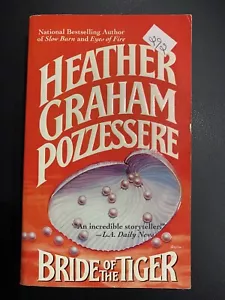 National Bestselling Author
of Slow Burn and Eyes of Fire
292
HEATHER
GRAHAM
POZZESSERE
"An incredible storyteller."
—L.A. Daily News
BRIDE OF
THE TIGER